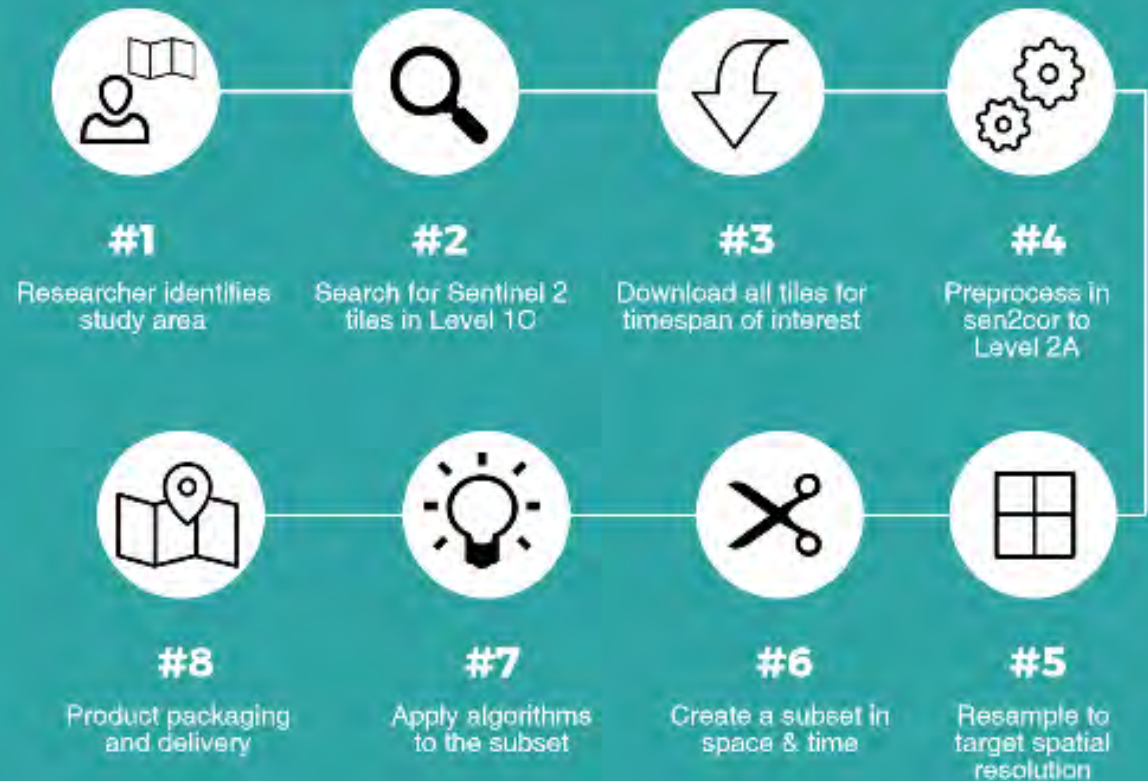 #1
Researcher identifies
study area
#2
Search for Sentinel 2
tiles in Level 1C
#3
Download all tiles for
timespan of interest
#4
Preprocess in
sen2cor to
Level 2A
#5
Resample to
target spatial
resolution
#6
Create a subset in
space & time
#7
Apply algorithms
to the subset
#8
Product packaging
and delivery